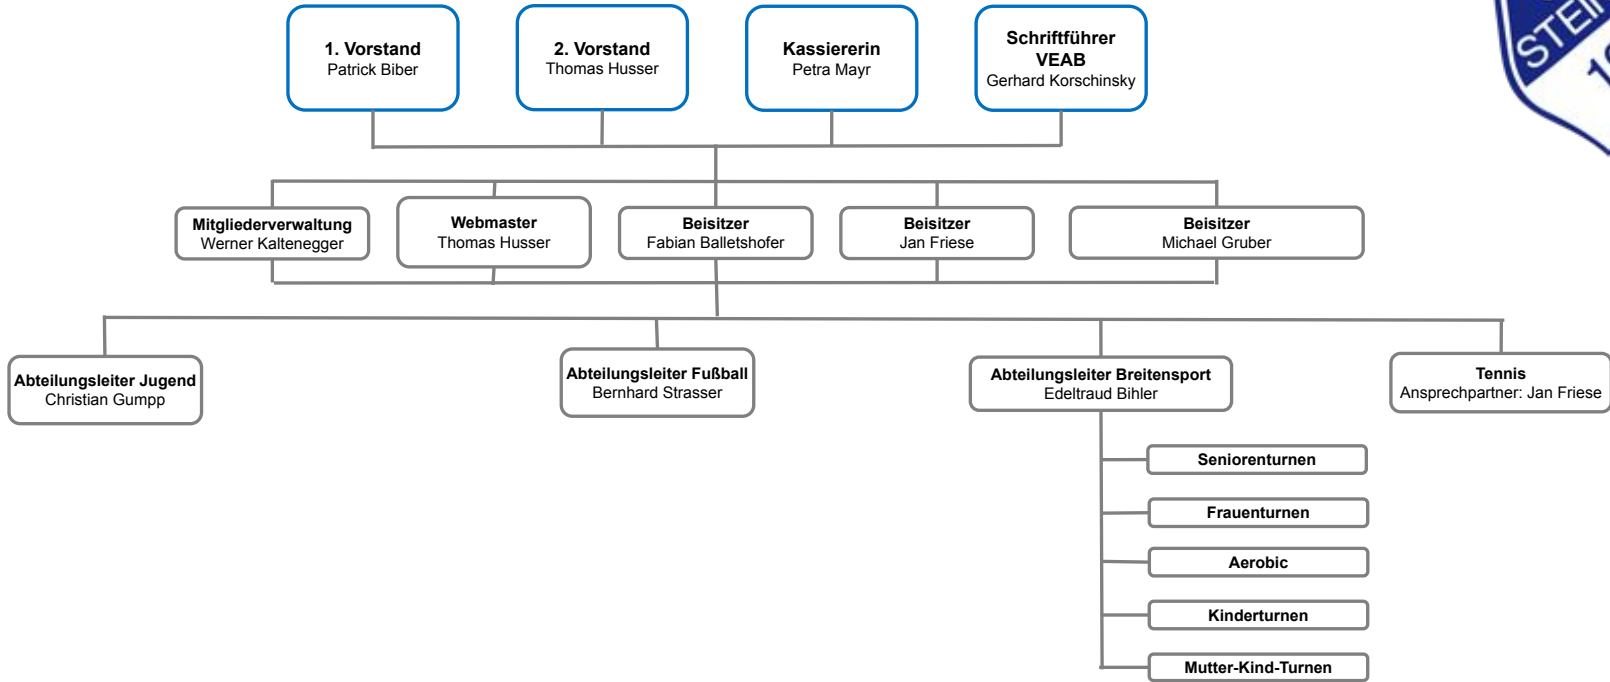 1. Vorstand
Patrick Biber
2. Vorstand
Thomas Husser
Kassiererin
Petra Mayr
Schriftführer
VEAB
Gerhard Korschinsky
Mitgliederverwaltung
Werner Kaltenegger
Webmaster
Thomas Husser
Beisitzer
Fabian Balletshofer
Beisitzer
Jan Friese
Beisitzer
Michael Gruber
Abteilungsleiter Jugend
Christian Gumpp
Abteilungsleiter Fußball
Bernhard Strasser
Abteilungsleiter Breitensport
Edeltraud Bihler
Tennis
Ansprechpartner: Jan Friese
Seniorenturnen
Frauenturnen
Aerobic
Kinderturnen
Mutter-Kind-Turnen